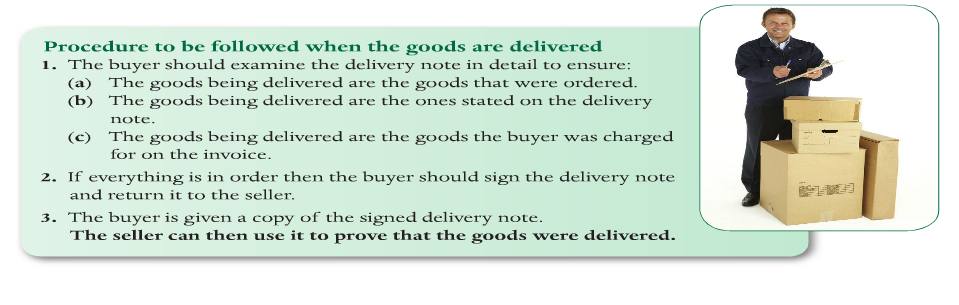 Procedure to be followed when the goods are delivered
1. The buyer should examine the delivery note in detail to ensure:
(a) The goods being delivered are the goods that were ordered.
(b) The goods being delivered are the ones stated on the delivery
note.
(c) The goods being delivered are the goods the buyer was charged
for on the invoice.
2. If everything is in order then the buyer should sign the delivery note
and return it to the seller.
3. The buyer is given a copy of the signed delivery note.
The seller can then use it to prove that the goods were delivered.